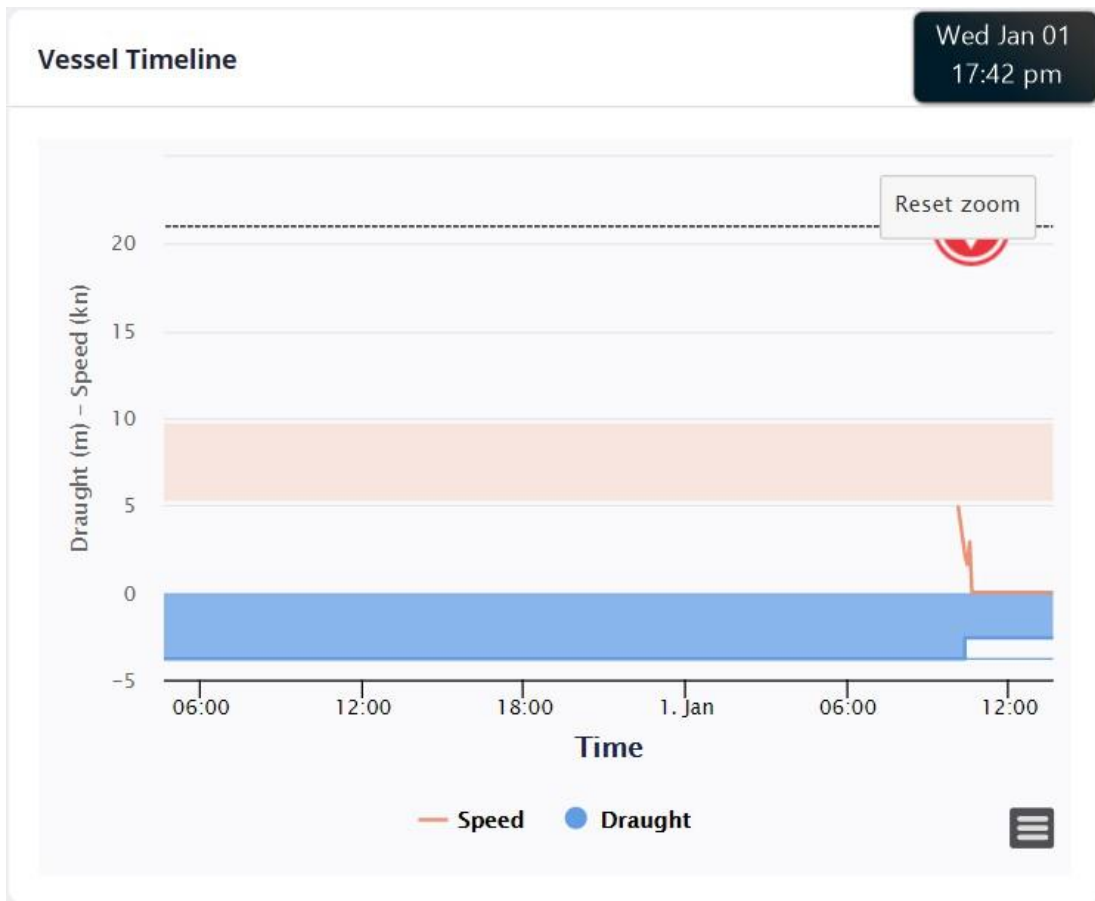 Vessel Timeline
Wed Jan 01
17:42 pm
Reset zoom
Draught (m) – Speed (kn)
20
15
10
5
0
−5
06:00 12:00 18:00 1. Jan 06:00 12:00
Time
Speed Draught